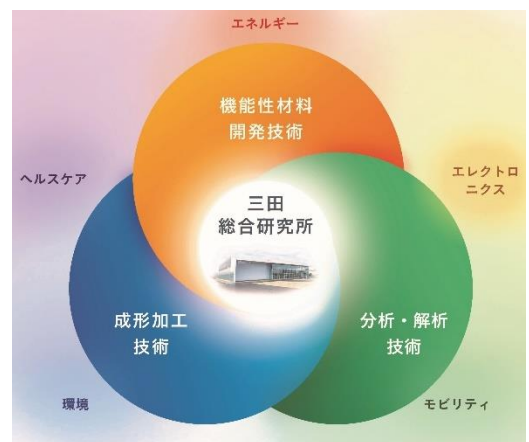 エネルギー
機能性材料
開発技術
ヘルスケア
エレクトロ
ニクス
三田
総合研究所
成形加工
技術
分析・解析
技術
環境
モビリティ